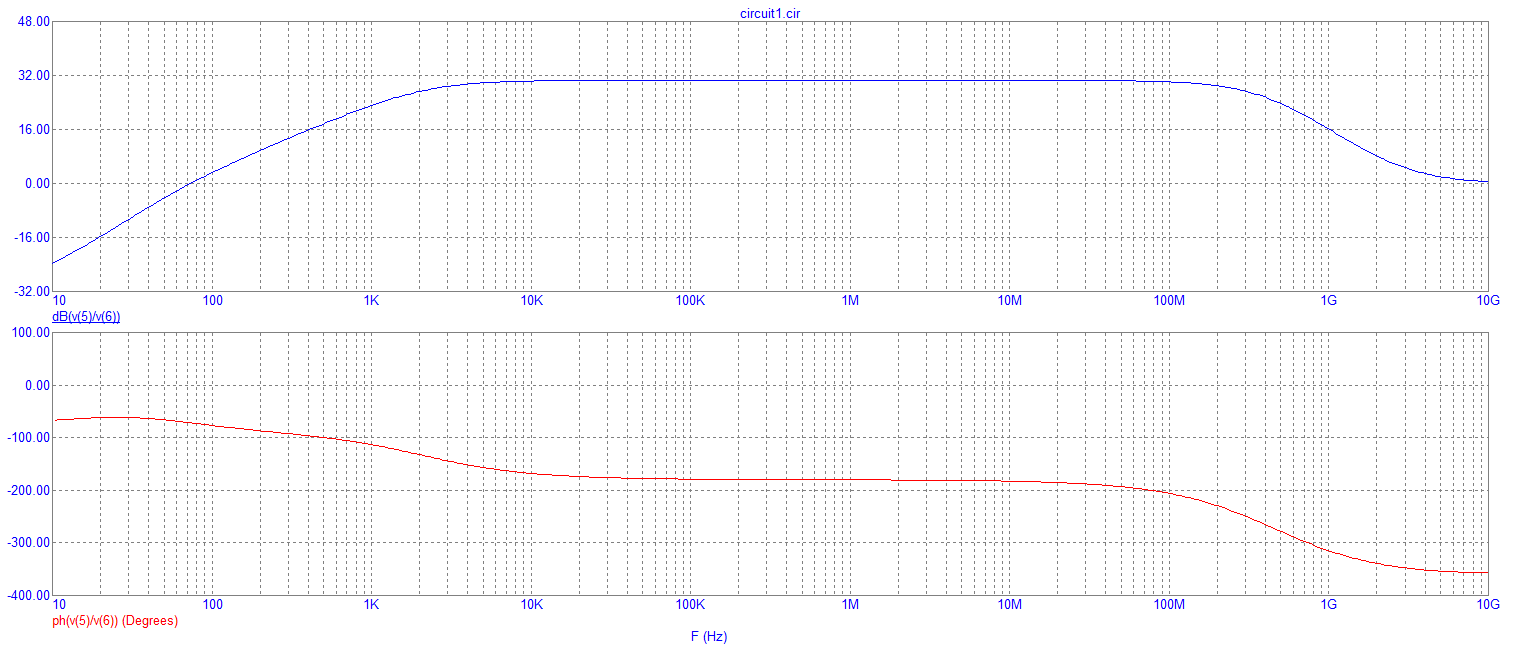 circuit1.cir
48.00
32.00
16.00
0.00
-16.00
-32.00
10 100 1K 10K 100K 1M 10M 100M 1G 10G
dB(v(5)/v(6))
100.00
0.00
-100.00
-200.00
-300.00
-400.00
10 100 1K 10K 100K 1M 10M 100M 1G 10G
ph(v(5)/v(6)) (Degrees)
F (Hz)